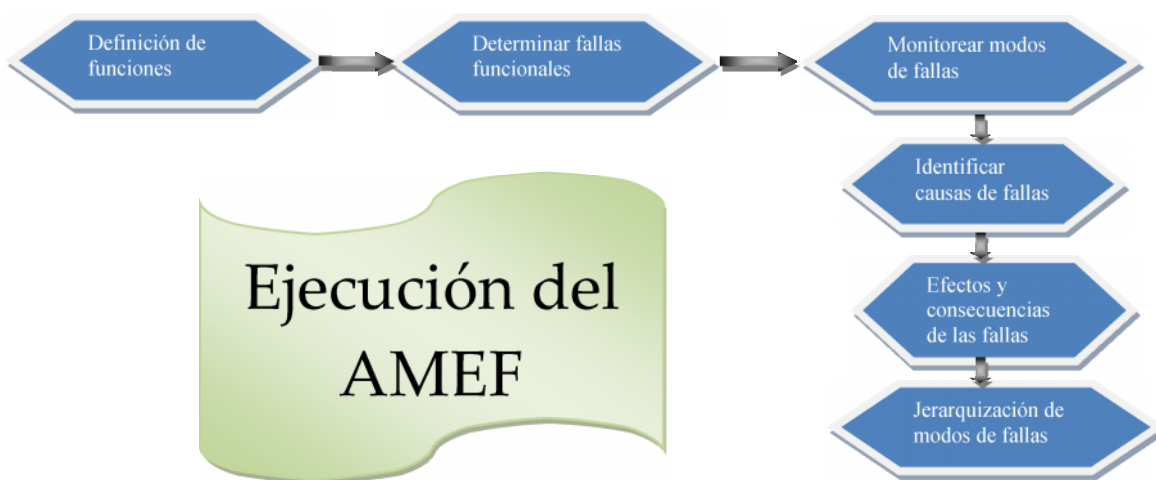 Definición de
funciones
Determinar fallas
funcionales
Monitorear modos
de fallas
Identificar
causas de fallas
Efectos y
consecuencias
de las fallas
Jerarquización de
modos de fallas
Ejecución del
AMEF